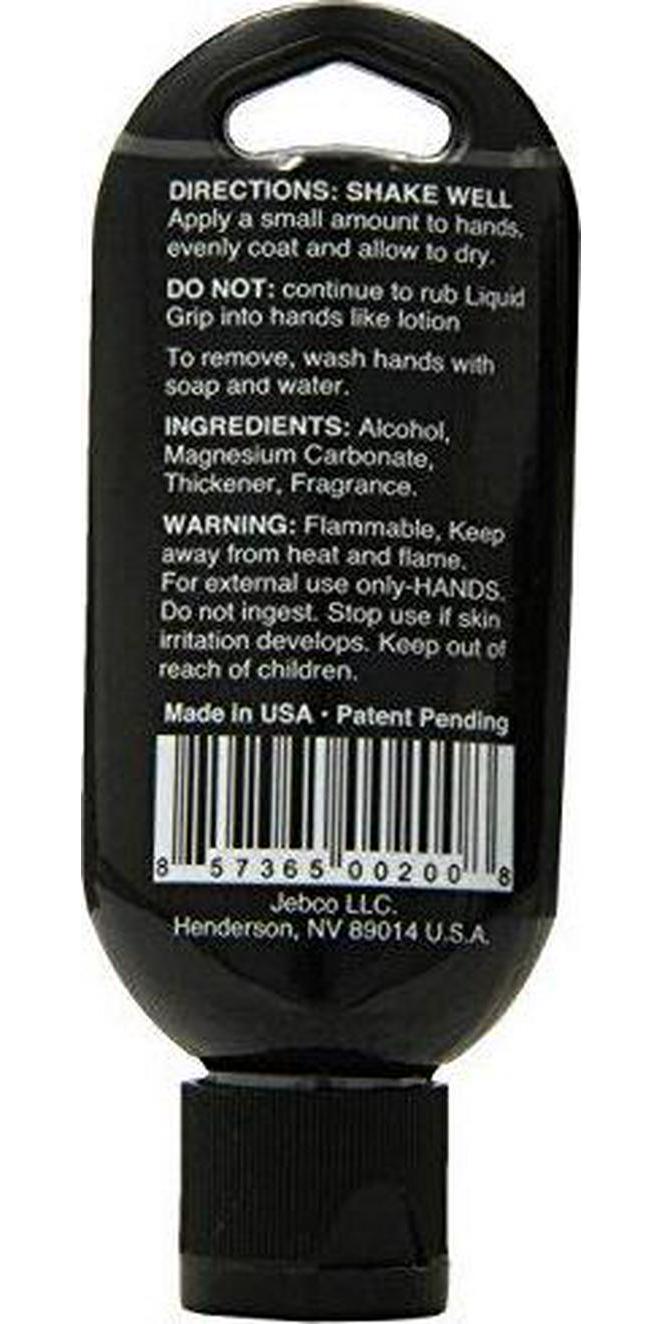 DIRECTIONS: SHAKE WELL
Apply a small amount to hands,
evenly coat and allow to dry.
DO NOT: continue to rub Liquid
Grip into hands like lotion
To remove, wash hands with
soap and water.
INGREDIENTS: Alcohol,
Magnesium Carbonate,
Thickener, Fragrance.
WARNING: Flammable, Keep
away from heat and flame.
For external use only-HANDS.
Do not ingest. Stop use if skin
irritation develops. Keep out of
reach of children.
Made in USA • Patent Pending
8 57365 00200 8
Jebco LLC.
Henderson, NV 89014 U.S.A.